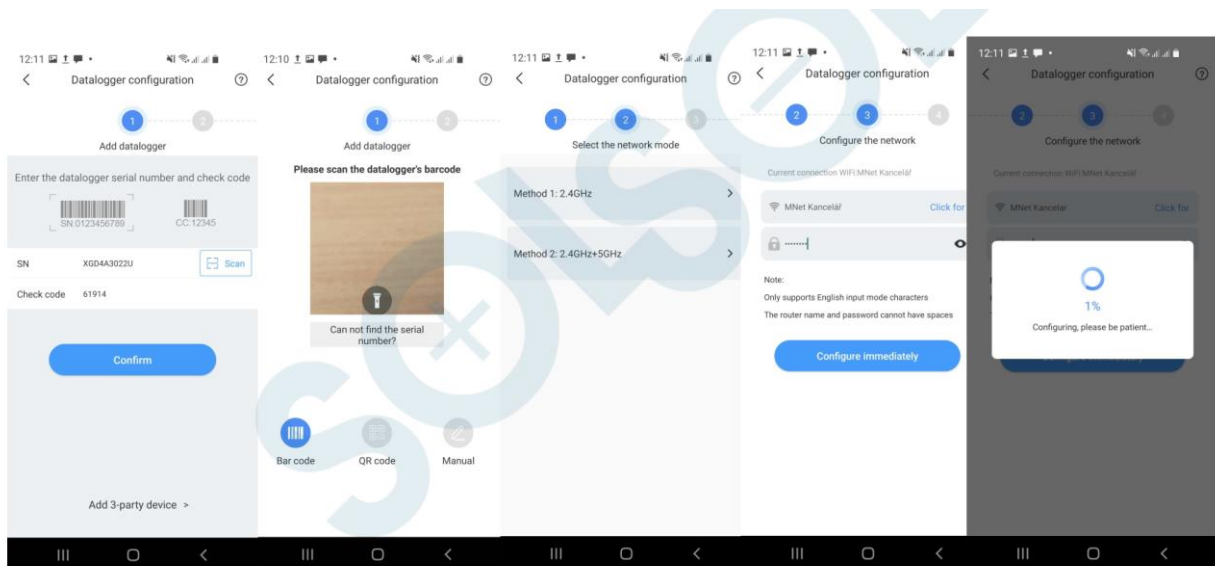 12:11
Datalogger configuration
?
1
2
Add datalogger
Enter the datalogger serial number and check code
SN:0123456789
CC:12345
SN
XGD4A3022U
Scan
Check code
61914
Confirm
Add 3-party device >
12:10
Datalogger configuration
?
1
2
Add datalogger
Please scan the datalogger's barcode
Can not find the serial
number?
Bar code
QR code
Manual
12:11
Datalogger configuration
?
1
2
3
Select the network mode
Method 1: 2.4GHz
Method 2: 2.4GHz+5GHz
12:11
Datalogger configuration
?
2
3
4
Configure the network
Current connection WiFi:MNet Kancelář
MNet Kancelář
Click for
Note:
Only supports English input mode characters
The router name and password cannot have spaces
Configure immediately
12:11
Datalogger configuration
?
2
3
4
Configure the network
Current connection WiFi:MNet Kancelář
MNet Kancelář
Click for
1%
Configuring, please be patient...
SOLSOL